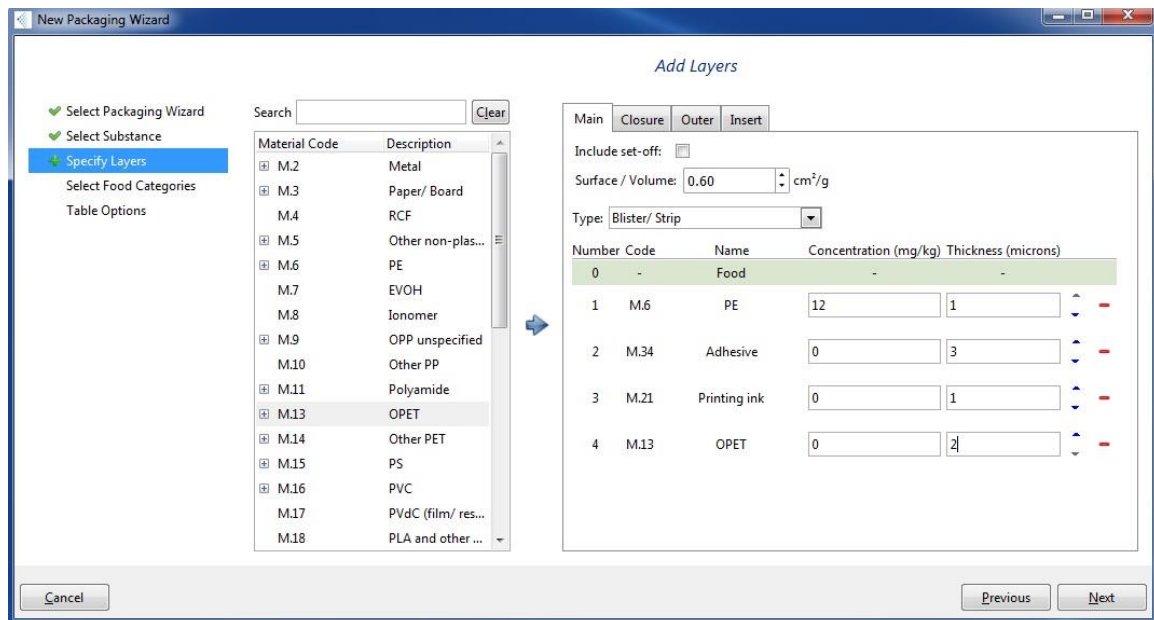 New Packaging Wizard
Add Layers
Select Packaging Wizard
Select Substance
Specify Layers
Select Food Categories
Table Options
Search Clear
Material Code Description
M.2 Metal
M.3 Paper/ Board
M.4 RCF
M.5 Other non-plas...
M.6 PE
M.7 EVOH
M.8 Ionomer
M.9 OPP unspecified
M.10 Other PP
M.11 Polyamide
M.13 OPET
M.14 Other PET
M.15 PS
M.16 PVC
M.17 PVdC (film/ res...
M.18 PLA and other ...
Main Closure Outer Insert
Include set-off:
Surface / Volume: 0.60 cm²/g
Type: Blister/ Strip
Number Code Name Concentration (mg/kg) Thickness (microns)
0 - Food - -
1 M.6 PE 12 1
2 M.34 Adhesive 0 3
3 M.21 Printing ink 0 1
4 M.13 OPET 0 2
Cancel Previous Next